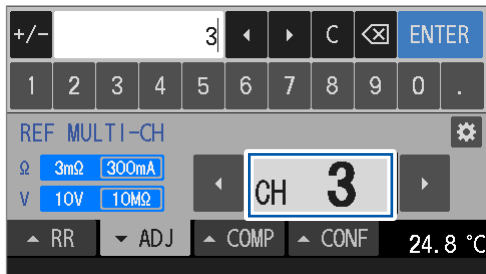 +/- 3 C ENTER
1 2 3 4 5 6 7 8 9 0 .
REF MULTI-CH
Ω 3mΩ 300mA
V 10V 10MΩ
CH 3
RR ADJ COMP CONF 24.8 °C